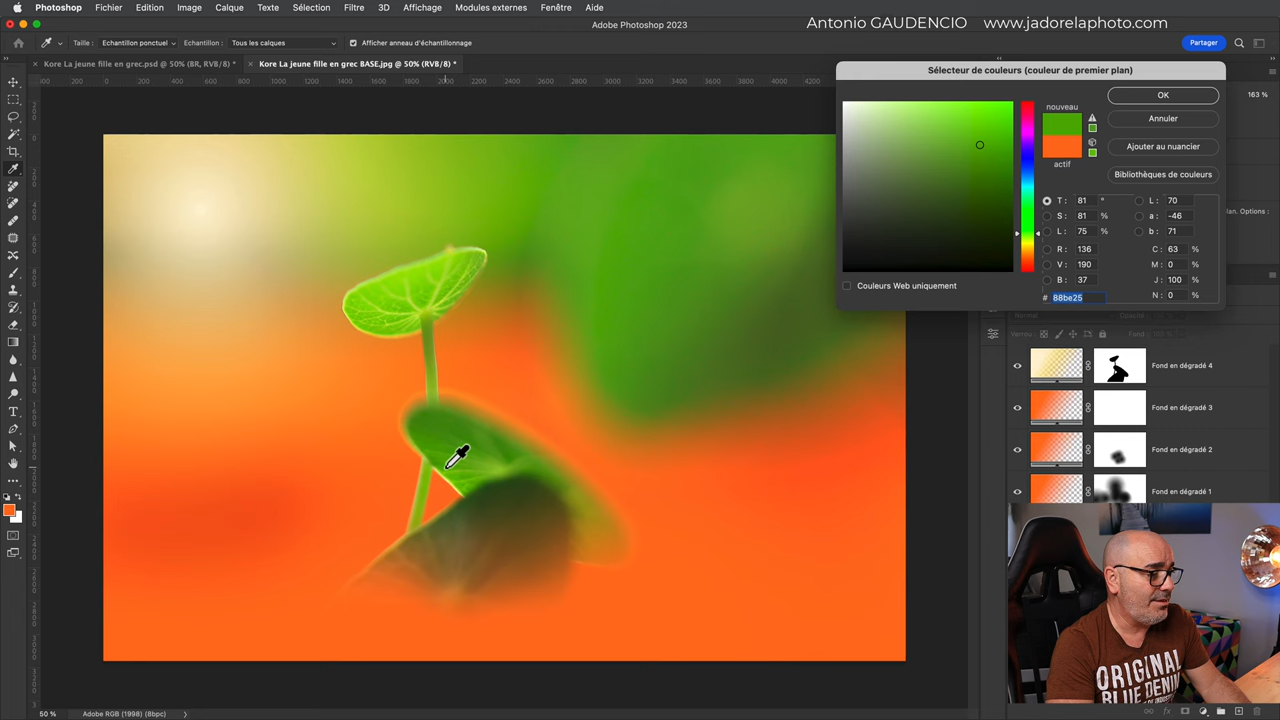 Photoshop Fichier Edition Image Calque Texte Sélection Filtre 3D Affichage Modules externes Fenêtre Aide
Adobe Photoshop 2023
Antonio GAUDENCIO www.jadorelaphoto.com
Taille : Echantillon ponctuel Echantillon : Tous les calques Afficher anneau d'échantillonnage
Partager
Kore La jeune fille en grec.psd @ 50% (BR, RVB/8) *
Kore La jeune fille en grec BASE.jpg @ 50% (RVB/8) *
Sélecteur de couleurs (couleur de premier plan)
nouveau
actif
OK
Annuler
Ajouter au nuancier
Bibliothèques de couleurs
T : 81 °
S : 81 %
L : 75 %
R : 136
V : 190
B : 37
# 88be25
L : 70
a : -46
b : 71
C : 63 %
M : 0 %
J : 100 %
N : 0 %
Couleurs Web uniquement
163 %
Options :
Normal
Verrou : Fond :
Fond en dégradé 4
Fond en dégradé 3
Fond en dégradé 2
Fond en dégradé 1
ORIGINAL
BLUE DENIM
50 % Adobe RGB (1998) (8bpc)